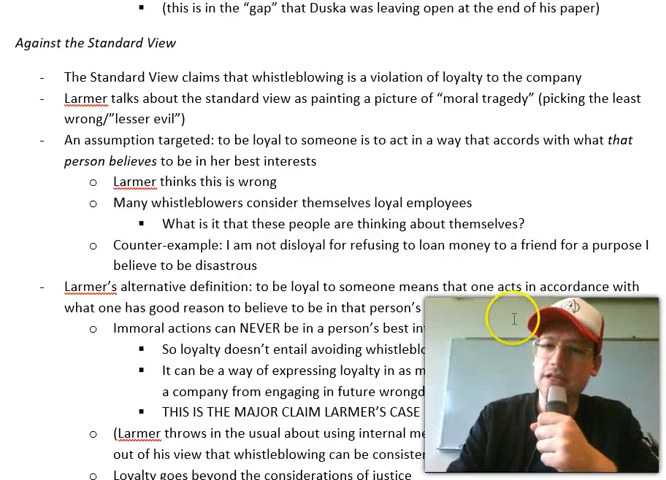 ▪ (this is in the “gap” that Duska was leaving open at the end of his paper)
Against the Standard View
- The Standard View claims that whistleblowing is a violation of loyalty to the company
- Larmer talks about the standard view as painting a picture of “moral tragedy” (picking the least
wrong/”lesser evil”)
- An assumption targeted: to be loyal to someone is to act in a way that accords with what that
person believes to be in her best interests
o Larmer thinks this is wrong
o Many whistleblowers consider themselves loyal employees
▪ What is it that these people are thinking about themselves?
o Counter-example: I am not disloyal for refusing to loan money to a friend for a purpose I
believe to be disastrous
- Larmer’s alternative definition: to be loyal to someone means that one acts in accordance with
what one has good reason to believe to be in that person’s
o Immoral actions can NEVER be in a person’s best
▪ So loyalty doesn’t entail avoiding
▪ It can be a way of expressing loyalty in as
a company from engaging in future
▪ THIS IS THE MAJOR CLAIM LARMER’S CASE
o (Larmer throws in the usual about using internal
out of his view that whistleblowing can be
o Loyalty goes beyond the considerations of justice